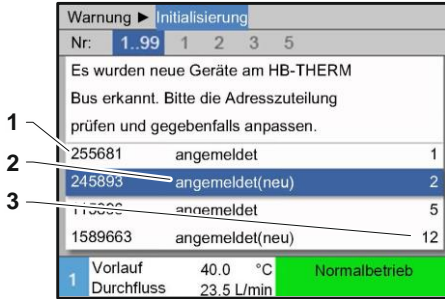 Warnung ► Initialisierung
Nr: 1..99 1 2 3 5
Es wurden neue Geräte am HB-THERM
Bus erkannt. Bitte die Adresszuteilung
prüfen und gegebenfalls anpassen.
1
255681 angemeldet 1
2
245893 angemeldet(neu) 2
3
angemeldet 5
1589663 angemeldet(neu) 12
1 Vorlauf 40.0 °C Normalbetrieb
Durchfluss 23.5 L/min